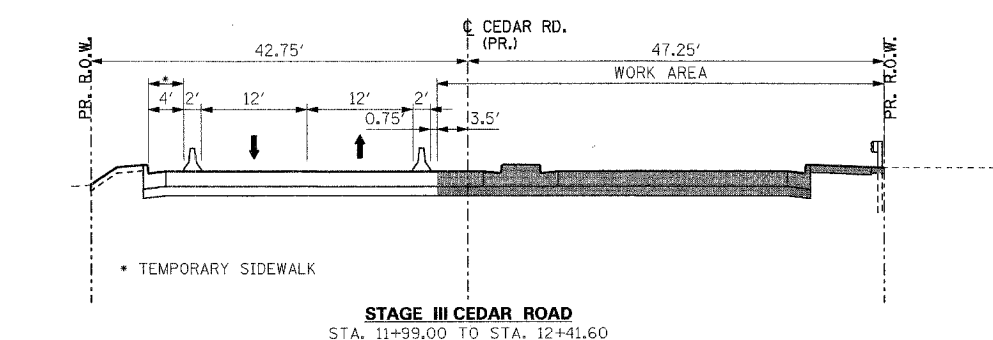 ℄ CEDAR RD.
(PR.)
PR. R.O.W.
42.75'
47.25'
PR. R.O.W.
WORK AREA
*
4'
2'
12'
12'
2'
0.75'
3.5'
* TEMPORARY SIDEWALK
STAGE III CEDAR ROAD
STA. 11+99.00 TO STA. 12+41.60